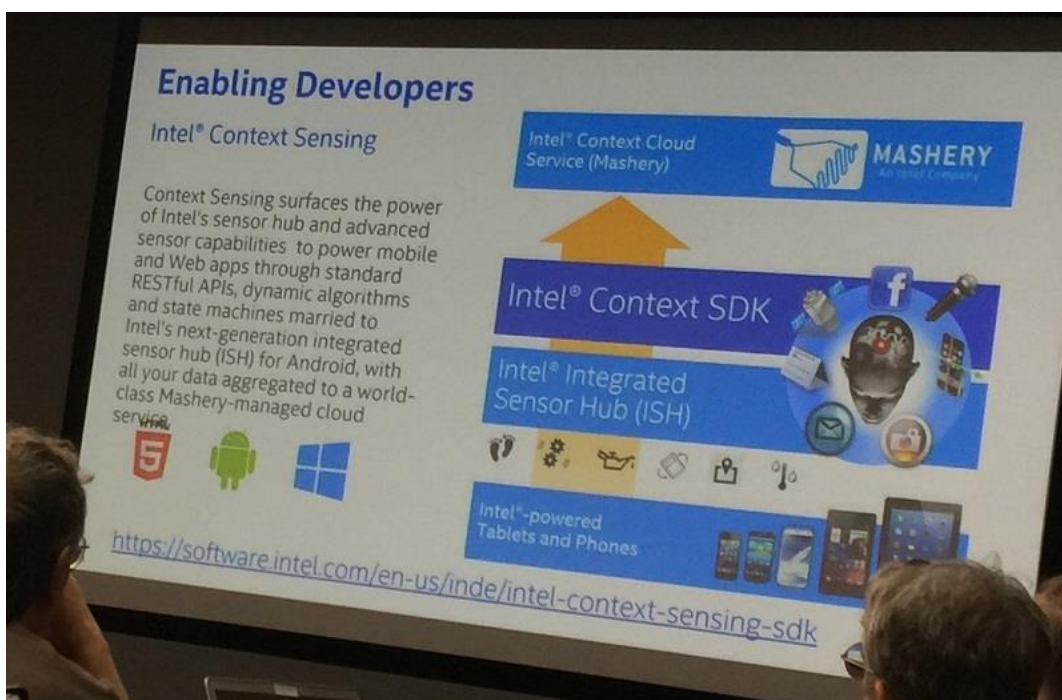 Enabling Developers
Intel® Context Sensing
Context Sensing surfaces the power
of Intel's sensor hub and advanced
sensor capabilities to power mobile
and Web apps through standard
RESTful APIs, dynamic algorithms
and state machines married to
Intel's next-generation integrated
sensor hub (ISH) for Android, with
all your data aggregated to a world-
class Mashery-managed cloud
service
HTML
5
https://software.intel.com/en-us/inde/intel-context-sensing-sdk
Intel® Context Cloud
Service (Mashery)
MASHERY
An Intel Company
Intel® Context SDK
f
Intel® Integrated
Sensor Hub (ISH)
Intel®-powered
Tablets and Phones